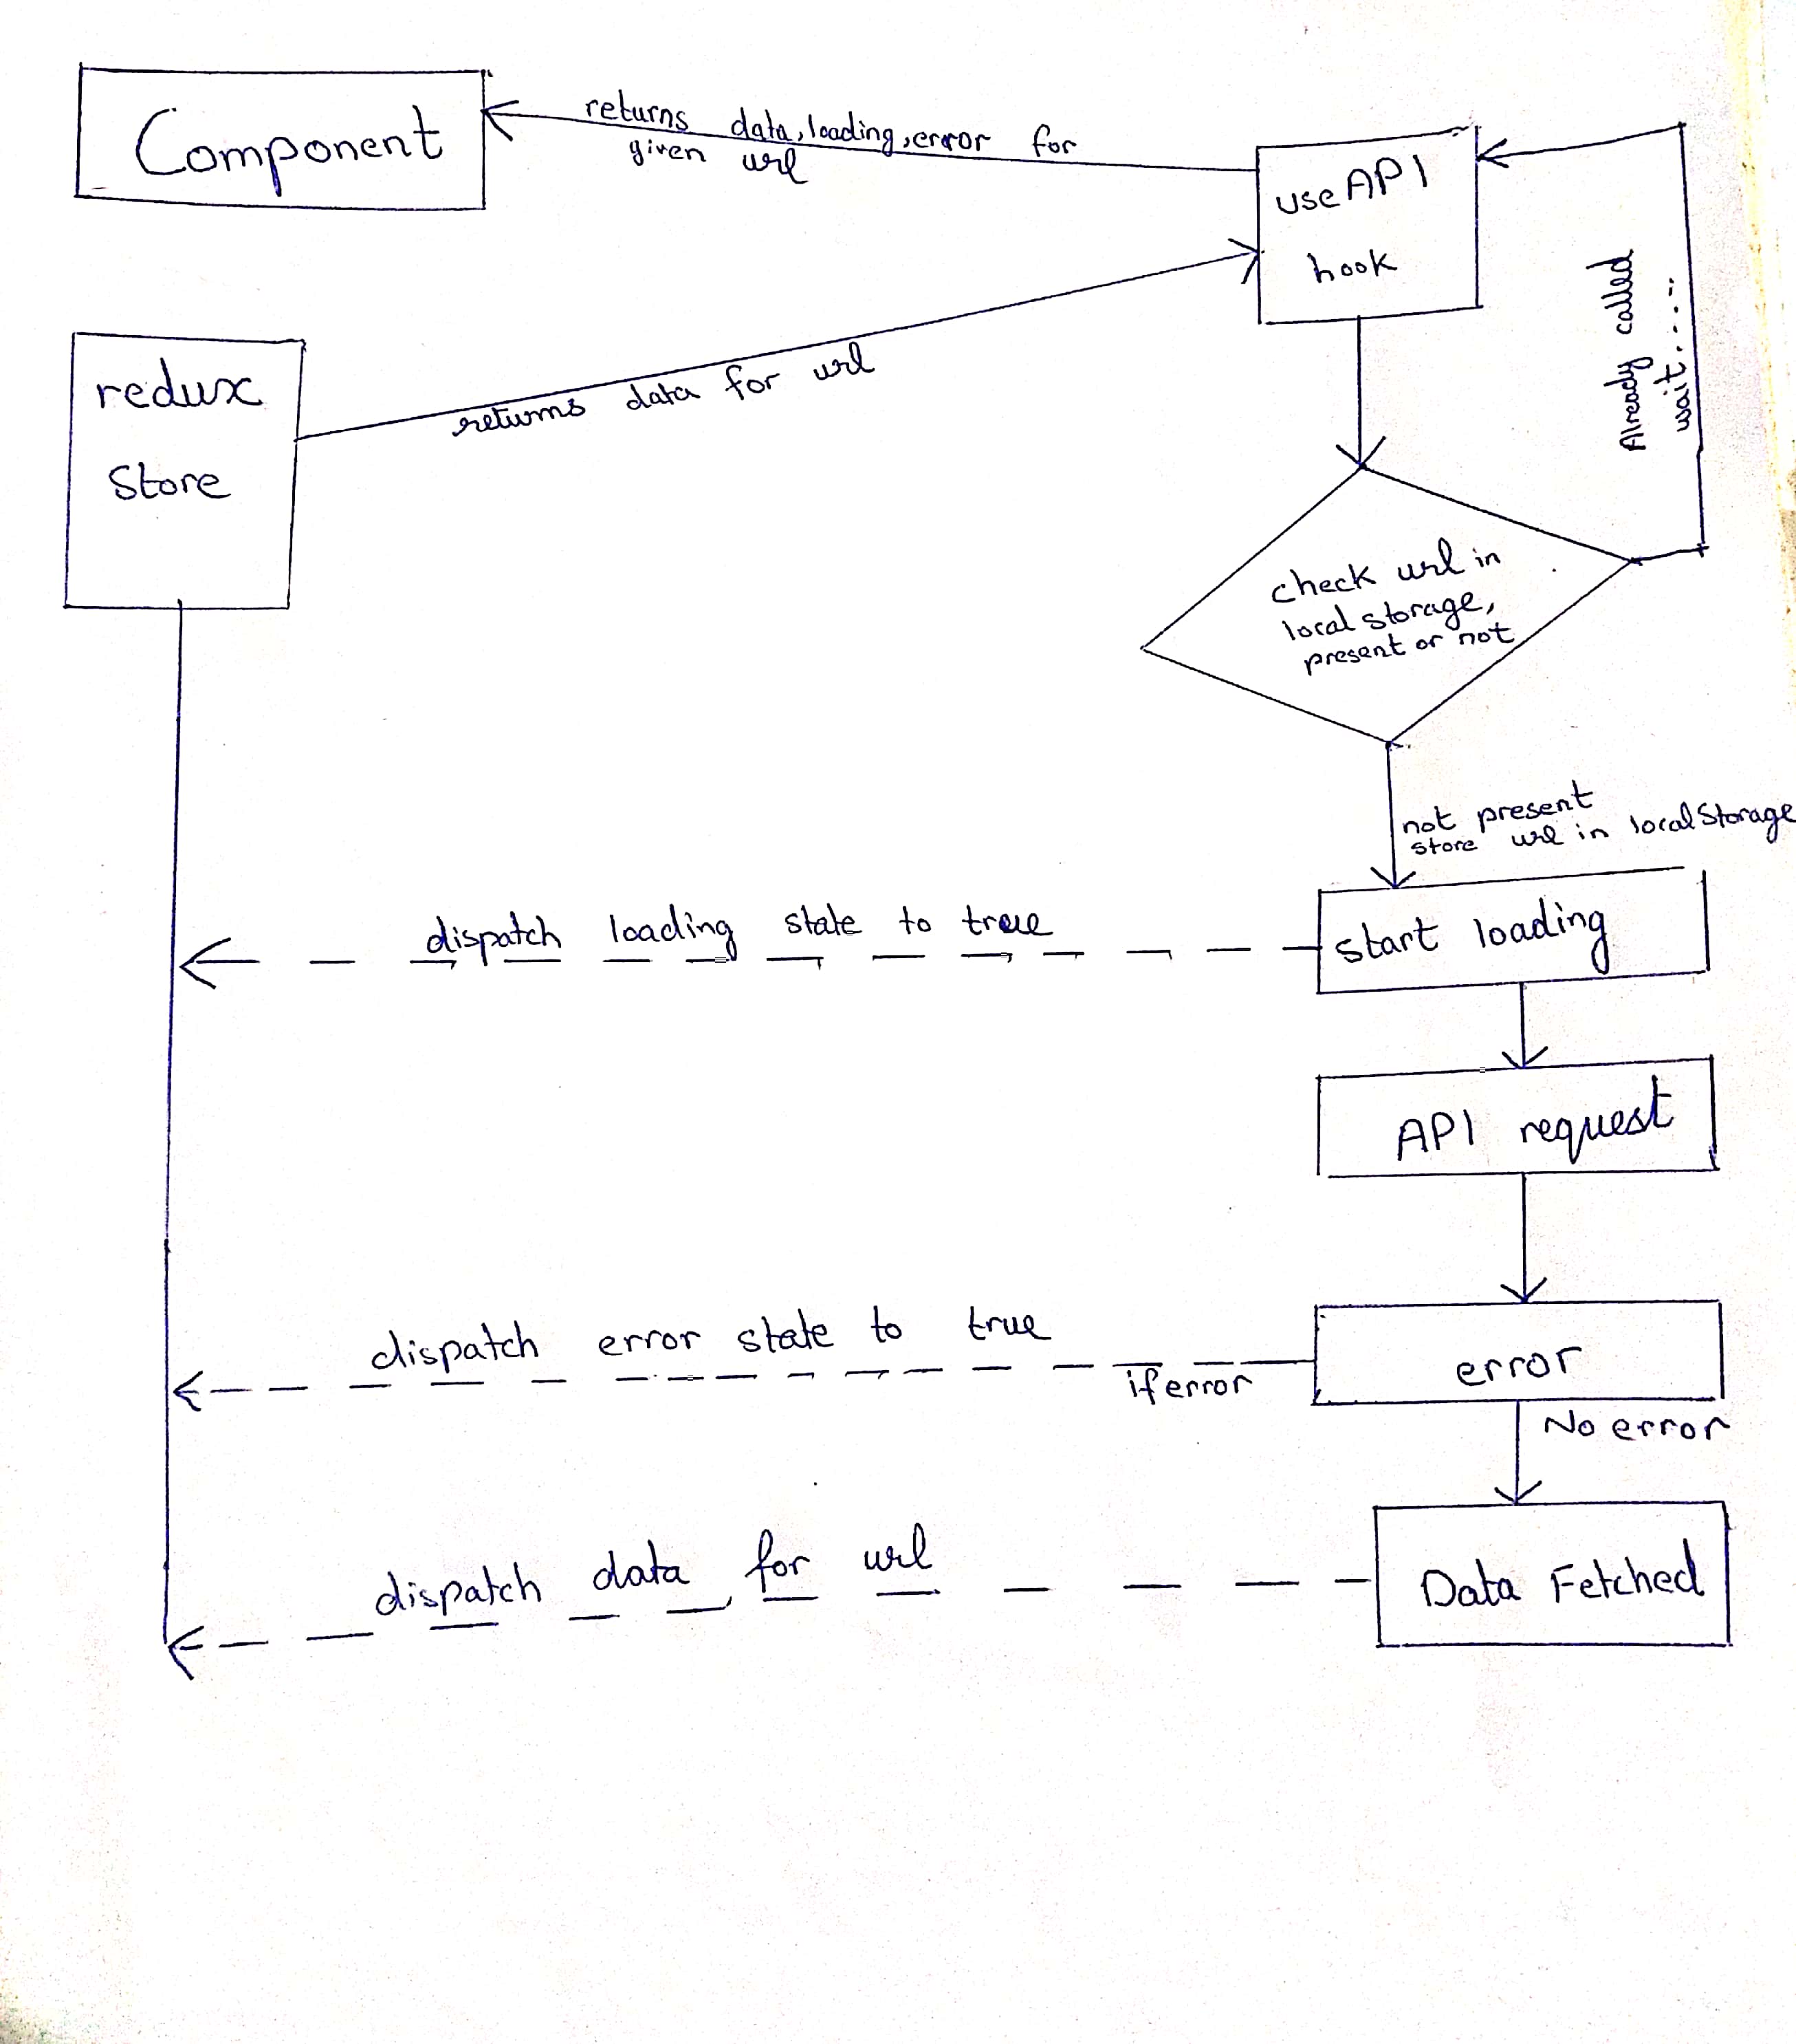 Component
returns data, loading, error for
given url
useAPI
hook
Already called
wait.....
redux
Store
returns data for url
check url in
local storage,
present or not
not present
store url in localStorage
dispatch loading state to true
start loading
API request
dispatch error state to true
if error
error
No error
dispatch data for url
Data Fetched